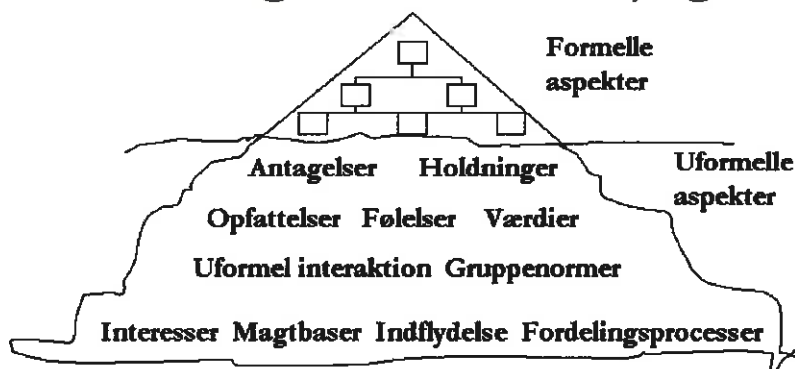 Formelle
aspekter
Antagelser Holdninger
Uformelle
aspekter
Opfattelser Følelser Værdier
Uformel interaktion Gruppenormer
Interesser Magtbaser Indflydelse Fordelingsprocesser